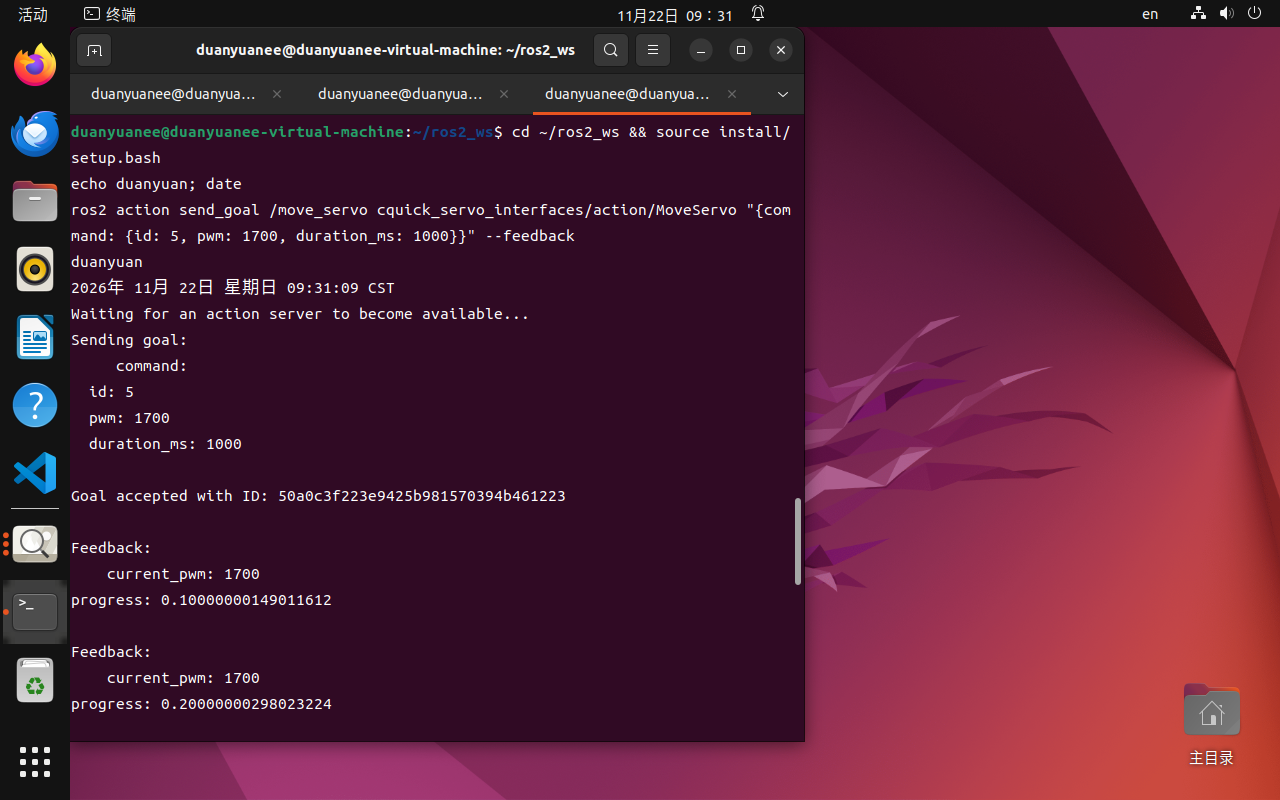 活动
终端
11月22日 09：31
en
duanyuanee@duanyuanee-virtual-machine: ~/ros2_ws
duanyuanee@duanyua…
duanyuanee@duanyua…
duanyuanee@duanyua…
duanyuanee@duanyuanee-virtual-machine:~/ros2_ws$ cd ~/ros2_ws && source install/
setup.bash
echo duanyuan; date
ros2 action send_goal /move_servo cquick_servo_interfaces/action/MoveServo "{com
mand: {id: 5, pwm: 1700, duration_ms: 1000}}" --feedback
duanyuan
2026年 11月 22日 星期日 09:31:09 CST
Waiting for an action server to become available...
Sending goal:
command:
id: 5
pwm: 1700
duration_ms: 1000
Goal accepted with ID: 50a0c3f223e9425b981570394b461223
Feedback:
current_pwm: 1700
progress: 0.10000000149011612
Feedback:
current_pwm: 1700
progress: 0.20000000298023224
主目录